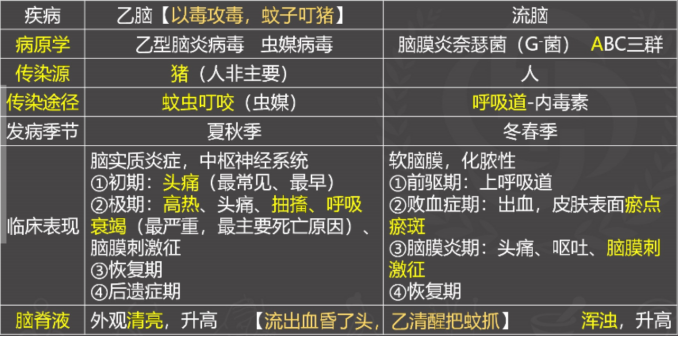 疾病 乙脑【以毒攻毒，蚊子叮猪】 流脑
病原学 乙型脑炎病毒 虫媒病毒 脑膜炎奈瑟菌（G⁻菌） ABC三群
传染源 猪（人非主要） 人
传染途径 蚊虫叮咬（虫媒） 呼吸道-内毒素
发病季节 夏秋季 冬春季
临床表现
脑实质炎症，中枢神经系统
①初期：头痛（最常见、最早）
②极期：高热、头痛、抽搐、呼吸
衰竭（最严重，最主要死亡原因）、
脑膜刺激征
③恢复期
④后遗症期
软脑膜，化脓性
①前驱期：上呼吸道
②败血症期：出血，皮肤表面瘀点
瘀斑
③脑膜炎期：头痛、呕吐、脑膜刺
激征
④恢复期
脑脊液 外观清亮，升高 【流出血昏了头，乙清醒把蚊抓】 浑浊，升高